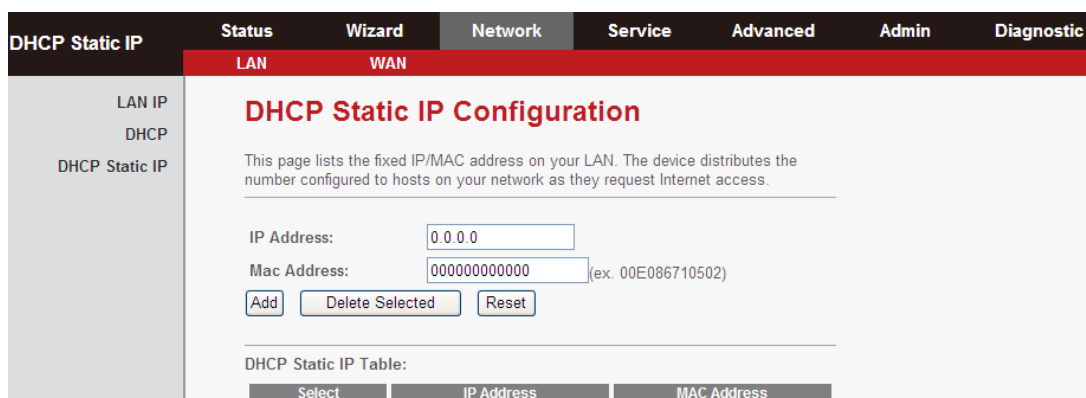 DHCP Static IP
Status Wizard Network Service Advanced Admin Diagnostic
LAN WAN
LAN IP
DHCP
DHCP Static IP
DHCP Static IP Configuration
This page lists the fixed IP/MAC address on your LAN. The device distributes the
number configured to hosts on your network as they request Internet access.
IP Address: 0.0.0.0
Mac Address: 000000000000 (ex. 00E086710502)
Add Delete Selected Reset
DHCP Static IP Table:
Select IP Address MAC Address